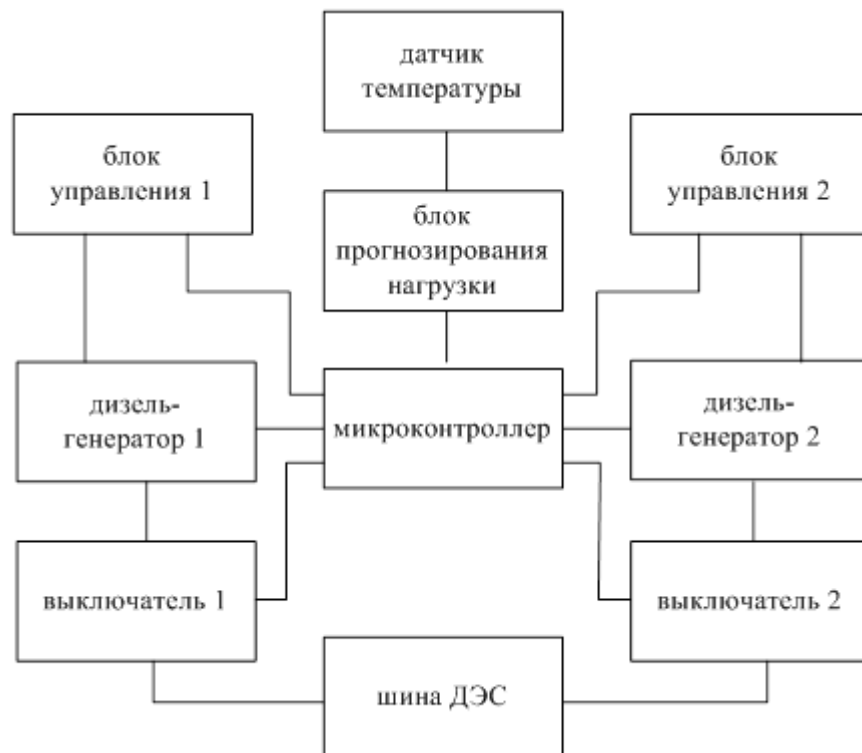 датчик
температуры
блок
управления 1
блок
управления 2
блок
прогнозирования
нагрузки
дизель-
генератор 1
микроконтроллер
дизель-
генератор 2
выключатель 1
выключатель 2
шина ДЭС